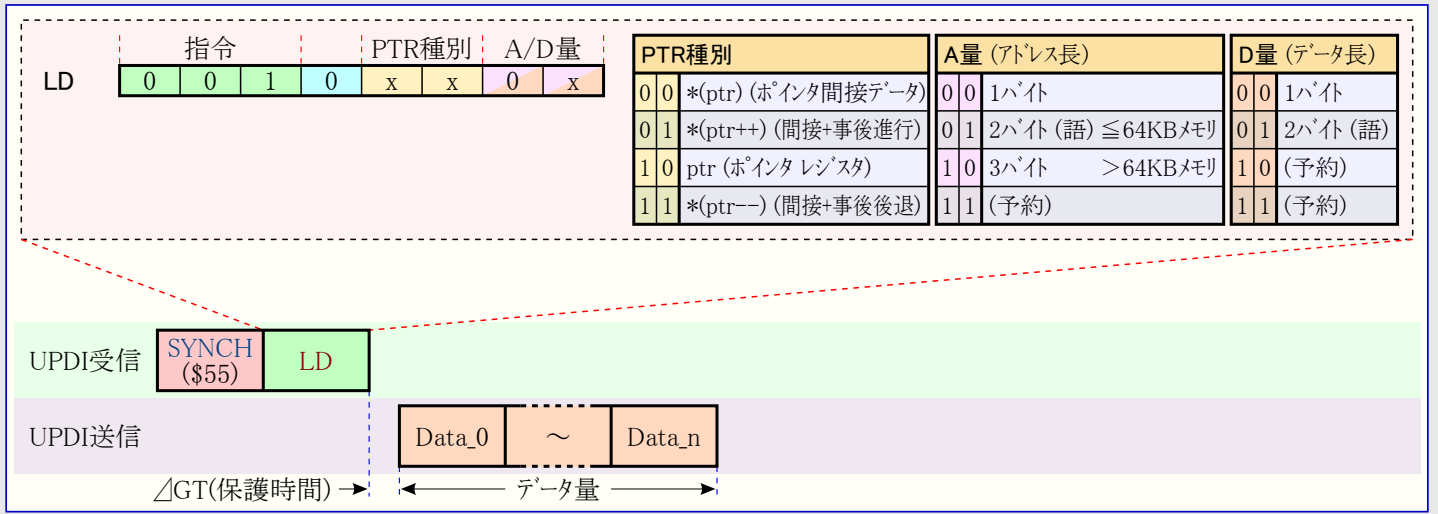 指令 PTR種別 A/D量
LD 0 0 1 0 x x 0 x
PTR種別
0 0 *(ptr) (ポインタ間接データ)
0 1 *(ptr++) (間接+事後進行)
1 0 ptr (ポインタ レジスタ)
1 1 *(ptr--) (間接+事後後退)
A量 (アドレス長)
0 0 1バイト
0 1 2バイト (語) ≦64KBメモリ
1 0 3バイト >64KBメモリ
1 1 (予約)
D量 (データ長)
0 0 1バイト
0 1 2バイト (語)
1 0 (予約)
1 1 (予約)
UPDI受信
SYNCH
($55)
LD
UPDI送信
Data_0 ~ Data_n
⊿GT(保護時間)
データ量